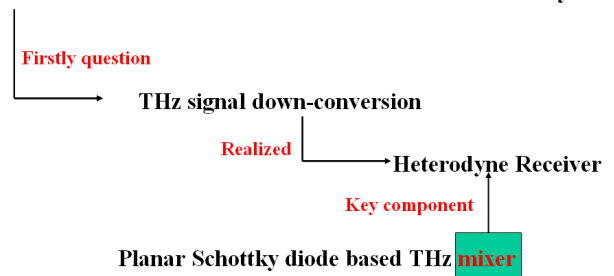 Firstly question
THz signal down-conversion
Realized
Heterodyne Receiver
Key component
Planar Schottky diode based THz mixer